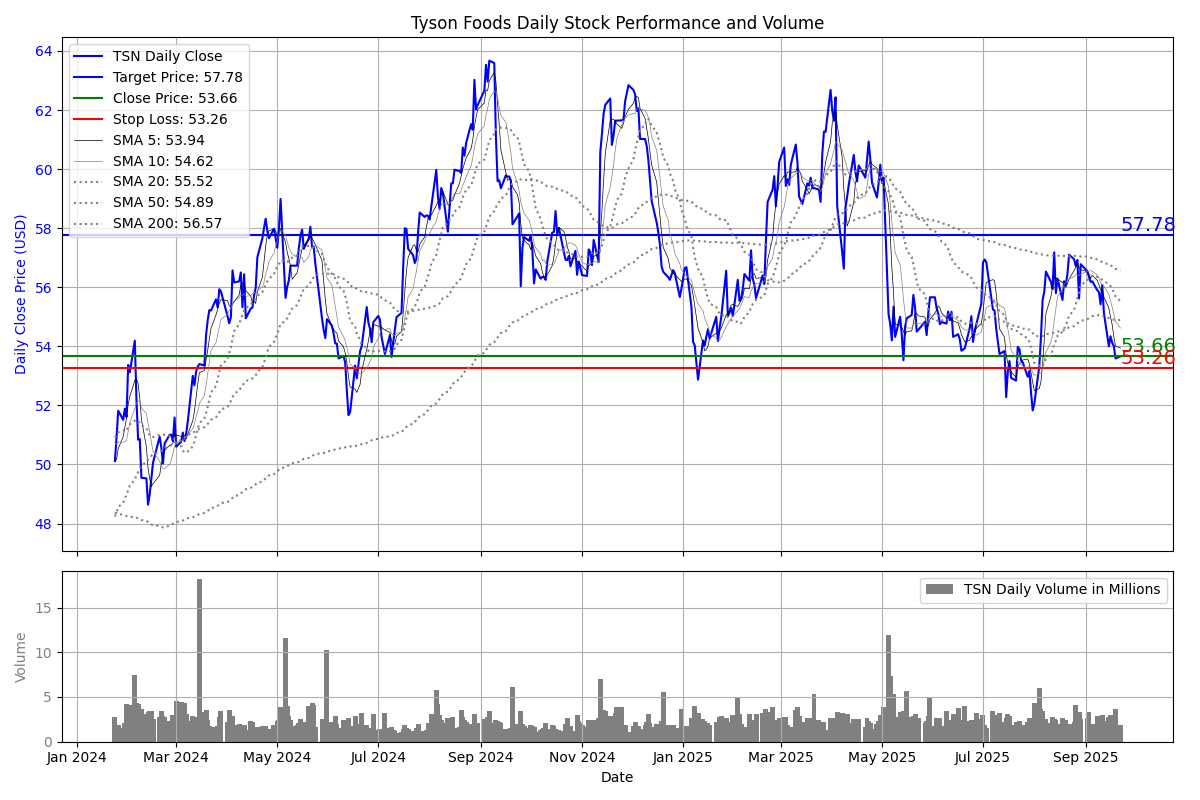 Tyson Foods Daily Stock Performance and Volume
TSN Daily Close
Target Price: 57.78
Close Price: 53.66
Stop Loss: 53.26
SMA 5: 53.94
SMA 10: 54.62
SMA 20: 55.52
SMA 50: 54.89
SMA 200: 56.57
Daily Close Price (USD)
64
62
60
58
56
54
52
50
48
57.78
53.66
53.26
TSN Daily Volume in Millions
Volume
15
10
5
0
Jan 2024 Mar 2024 May 2024 Jul 2024 Sep 2024 Nov 2024 Jan 2025 Mar 2025 May 2025 Jul 2025 Sep 2025
Date